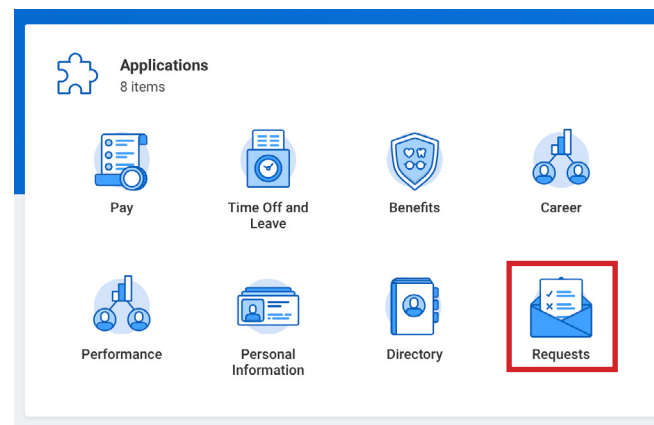 Applications
8 items
Pay
Time Off and
Leave
Benefits
Career
Performance
Personal
Information
Directory
Requests